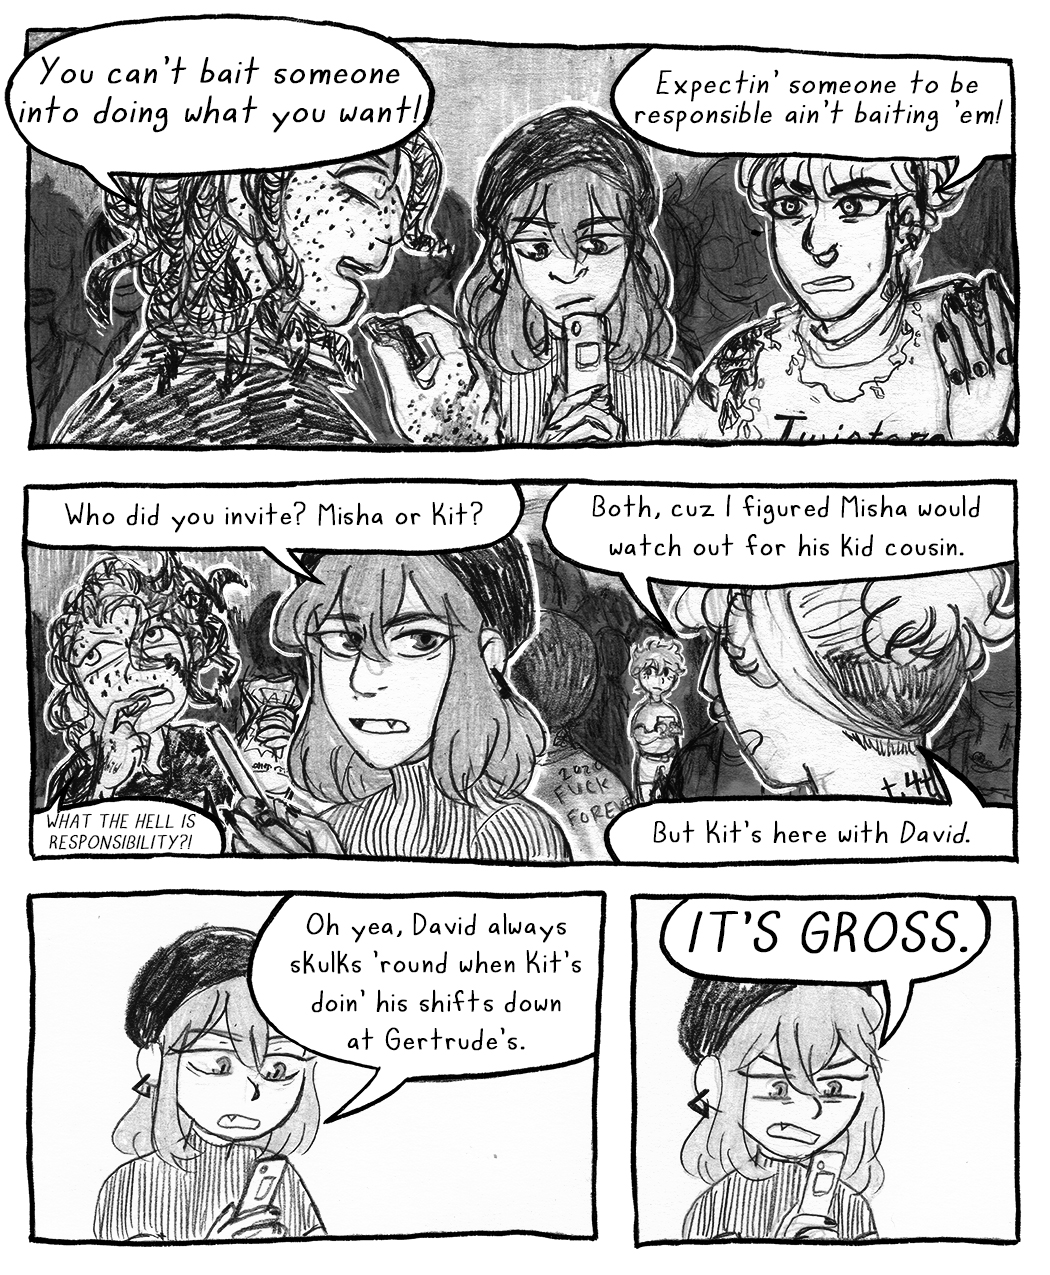 You can't bait someone
into doing what you want!
Expectin' someone to be
responsible ain't baiting 'em!
Who did you invite? Misha or Kit?
Both, cuz I figured Misha would
watch out for his kid cousin.
2020
FUCK
FOREVE
WHAT THE HELL IS
RESPONSIBILITY?!
But Kit's here with David.
Oh yea, David always
skulks 'round when Kit's
doin' his shifts down
at Gertrude's.
IT'S GROSS.